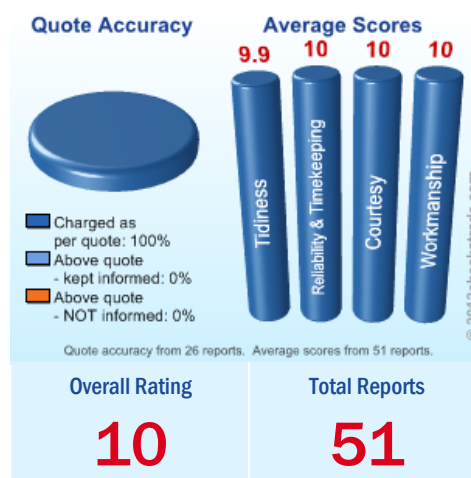 Quote Accuracy
Average Scores
9.9
10
10
10
Tidiness
Reliability & Timekeeping
Courtesy
Workmanship
Charged as
per quote: 100%
Above quote
- kept informed: 0%
Above quote
- NOT informed: 0%
Quote accuracy from 26 reports. Average scores from 51 reports.
Overall Rating
Total Reports
10
51